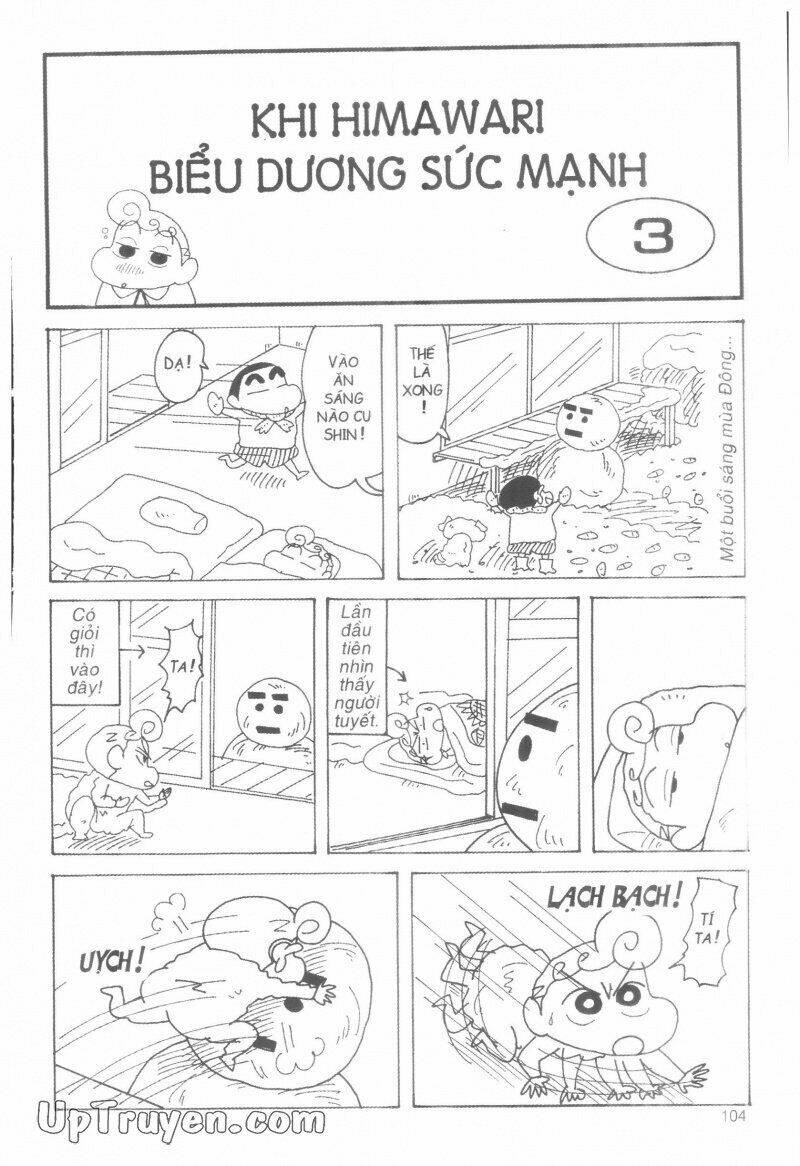 KHI HIMAWARI
BIỂU DƯƠNG SỨC MẠNH
3
Một buổi sáng mùa Đông...
THẾ
LÀ
XONG
!
VÀO
ĂN
SÁNG
NÀO CU
SHIN!
DẠ!
Lần
đầu
tiên
nhìn
thấy
người
tuyết.
Có
giỏi
thì
vào
đây!
TA!
TÍ
TA!
LẠCH BẠCH!
UỴCH!
104
UpTruyen.com